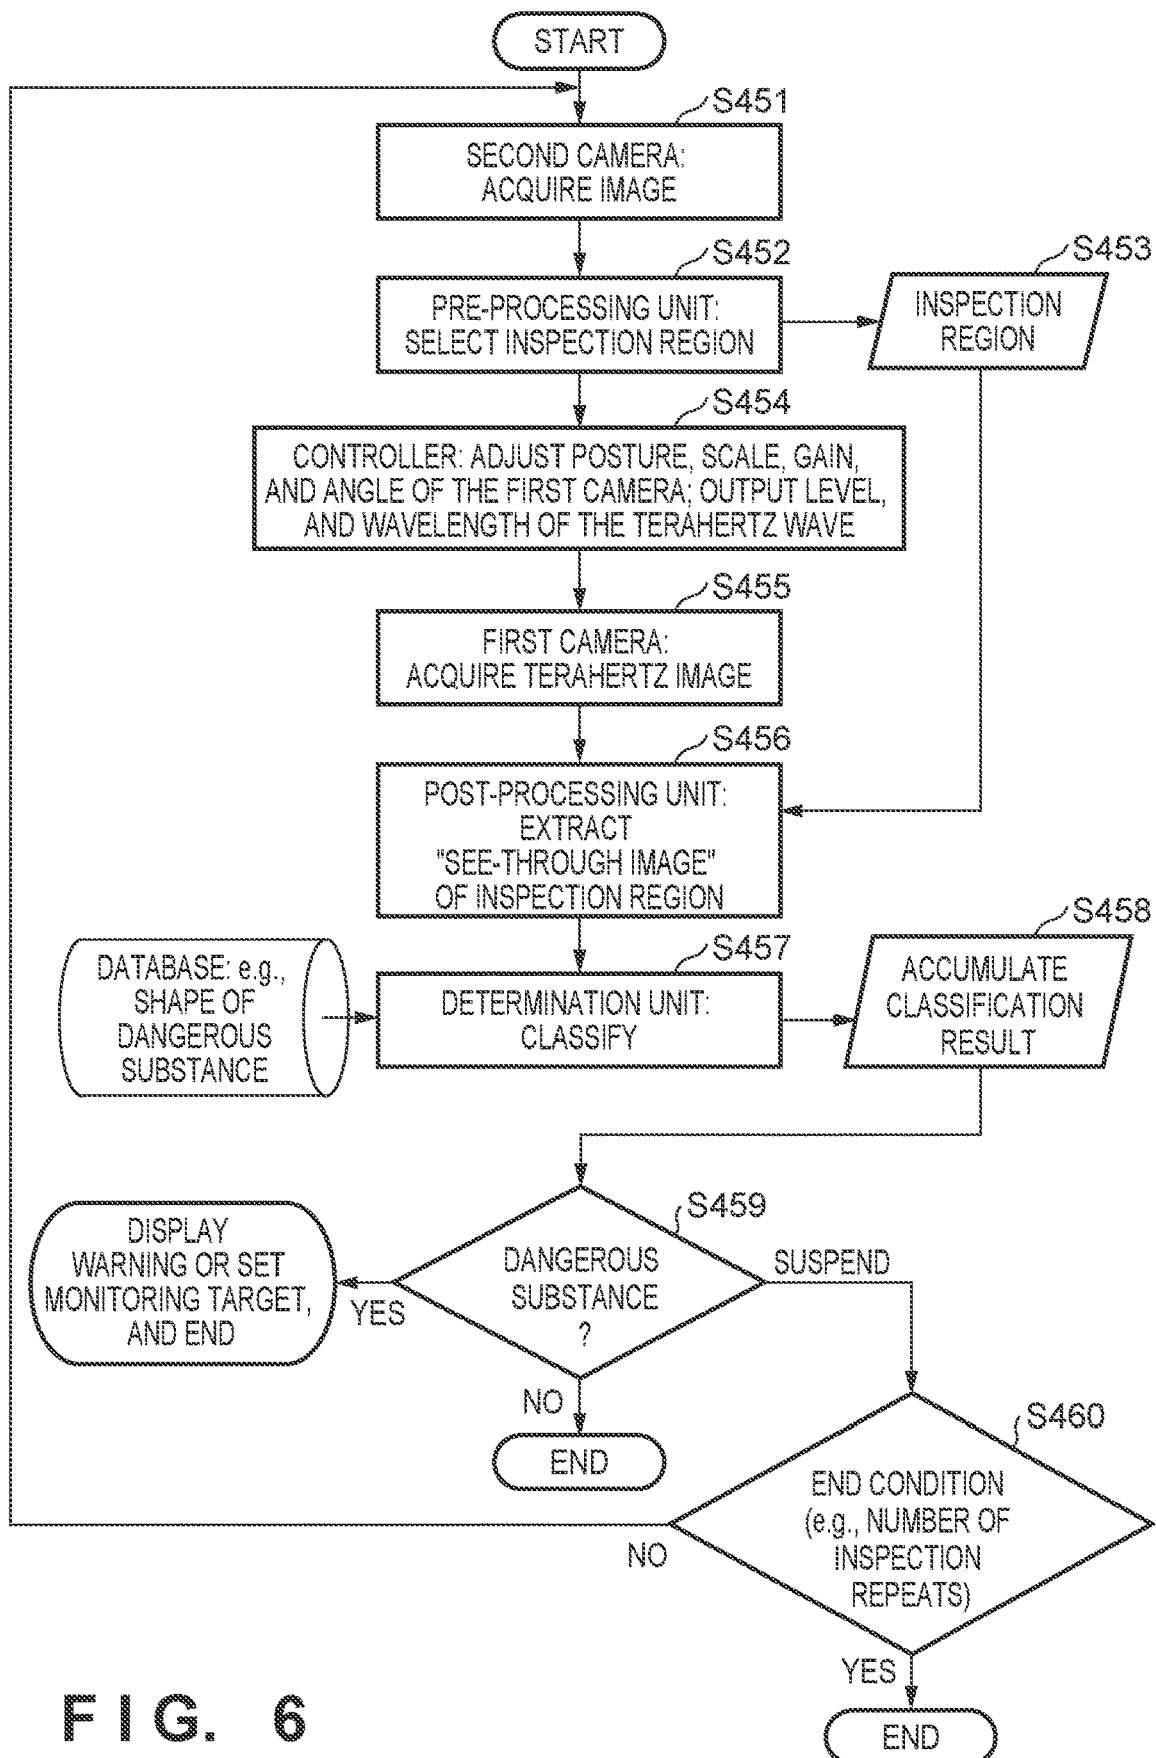 START
S451
SECOND CAMERA:
ACQUIRE IMAGE
S452
PRE-PROCESSING UNIT:
SELECT INSPECTION REGION
S453
INSPECTION
REGION
S454
CONTROLLER: ADJUST POSTURE, SCALE, GAIN,
AND ANGLE OF THE FIRST CAMERA; OUTPUT LEVEL,
AND WAVELENGTH OF THE TERAHERTZ WAVE
S455
FIRST CAMERA:
ACQUIRE TERAHERTZ IMAGE
S456
POST-PROCESSING UNIT:
EXTRACT
"SEE-THROUGH IMAGE"
OF INSPECTION REGION
DATABASE: e.g.,
SHAPE OF
DANGEROUS
SUBSTANCE
S457
DETERMINATION UNIT:
CLASSIFY
S458
ACCUMULATE
CLASSIFICATION
RESULT
S459
DANGEROUS
SUBSTANCE
?
YES
DISPLAY
WARNING OR SET
MONITORING TARGET,
AND END
SUSPEND
NO
END
S460
END CONDITION
(e.g., NUMBER OF
INSPECTION
REPEATS)
NO
YES
END
FIG. 6